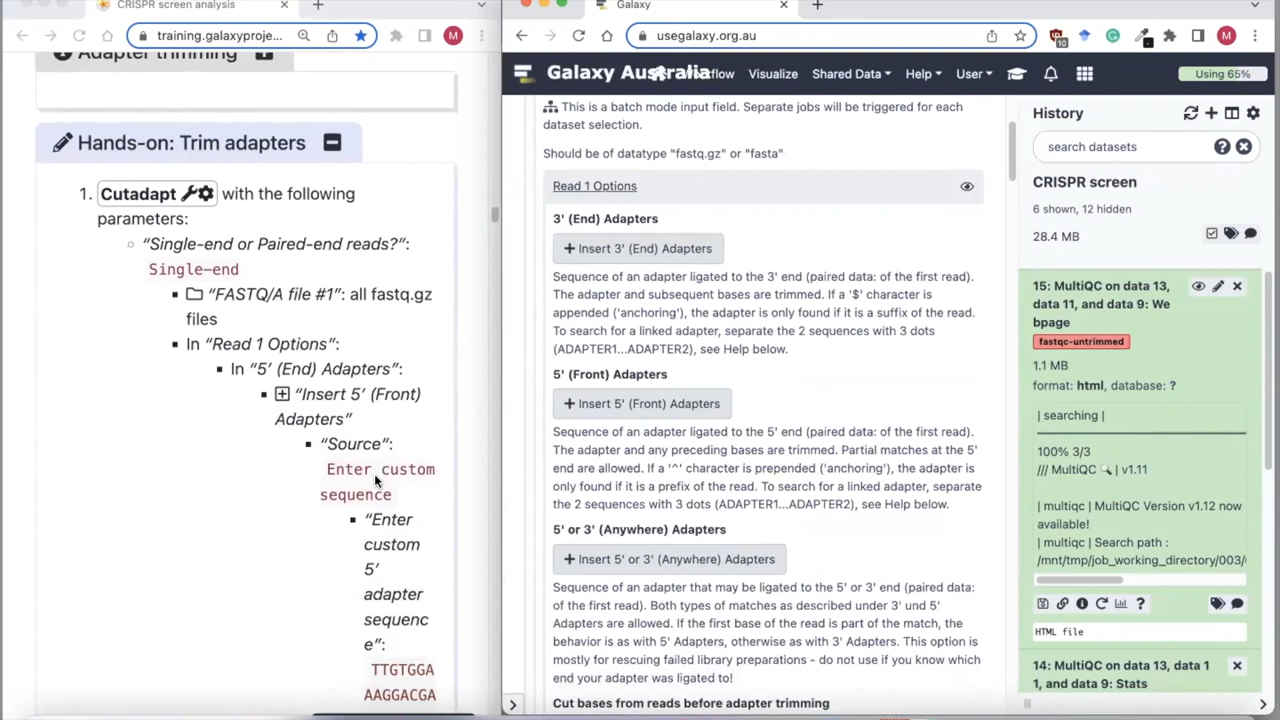 CRISPR screen analysis
training.galaxyproje...
M
Adapter trimming
Hands-on: Trim adapters
1. Cutadapt with the following
parameters:
"Single-end or Paired-end reads?":
Single-end
"FASTQ/A file #1": all fastq.gz
files
In "Read 1 Options":
In "5' (End) Adapters":
"Insert 5' (Front)
Adapters"
"Source":
Enter custom
sequence
"Enter
custom
5'
adapter
sequenc
e":
TTGTGGA
AAGGACGA
Galaxy
usegalaxy.org.au
10
M
Galaxy Australia
Workflow
Visualize
Shared Data
Help
User
Using 65%
This is a batch mode input field. Separate jobs will be triggered for each
dataset selection.
Should be of datatype "fastq.gz" or "fasta"
Read 1 Options
3' (End) Adapters
+ Insert 3' (End) Adapters
Sequence of an adapter ligated to the 3' end (paired data: of the first read).
The adapter and subsequent bases are trimmed. If a '$' character is
appended ('anchoring'), the adapter is only found if it is a suffix of the read.
To search for a linked adapter, separate the 2 sequences with 3 dots
(ADAPTER1...ADAPTER2), see Help below.
5' (Front) Adapters
+ Insert 5' (Front) Adapters
Sequence of an adapter ligated to the 5' end (paired data: of the first read).
The adapter and any preceding bases are trimmed. Partial matches at the 5'
end are allowed. If a '^' character is prepended ('anchoring'), the adapter is
only found if it is a prefix of the read. To search for a linked adapter, separate
the 2 sequences with 3 dots (ADAPTER1...ADAPTER2), see Help below.
5' or 3' (Anywhere) Adapters
+ Insert 5' or 3' (Anywhere) Adapters
Sequence of an adapter that may be ligated to the 5' or 3' end (paired data:
of the first read). Both types of matches as described under 3' und 5'
Adapters are allowed. If the first base of the read is part of the match, the
behavior is as with 5' Adapters, otherwise as with 3' Adapters. This option is
mostly for rescuing failed library preparations - do not use if you know which
end your adapter was ligated to!
Cut bases from reads before adapter trimming
History
search datasets
CRISPR screen
6 shown, 12 hidden
28.4 MB
15: MultiQC on data 13,
data 11, and data 9: We
bpage
fastqc-untrimmed
1.1 MB
format: html, database: ?
| searching |
100% 3/3
/// MultiQC 🔍 | v1.11
| multiqc | MultiQC Version v1.12 now
available!
| multiqc | Search path :
/mnt/tmp/job_working_directory/003/
HTML file
14: MultiQC on data 13, data 1
1, and data 9: Stats